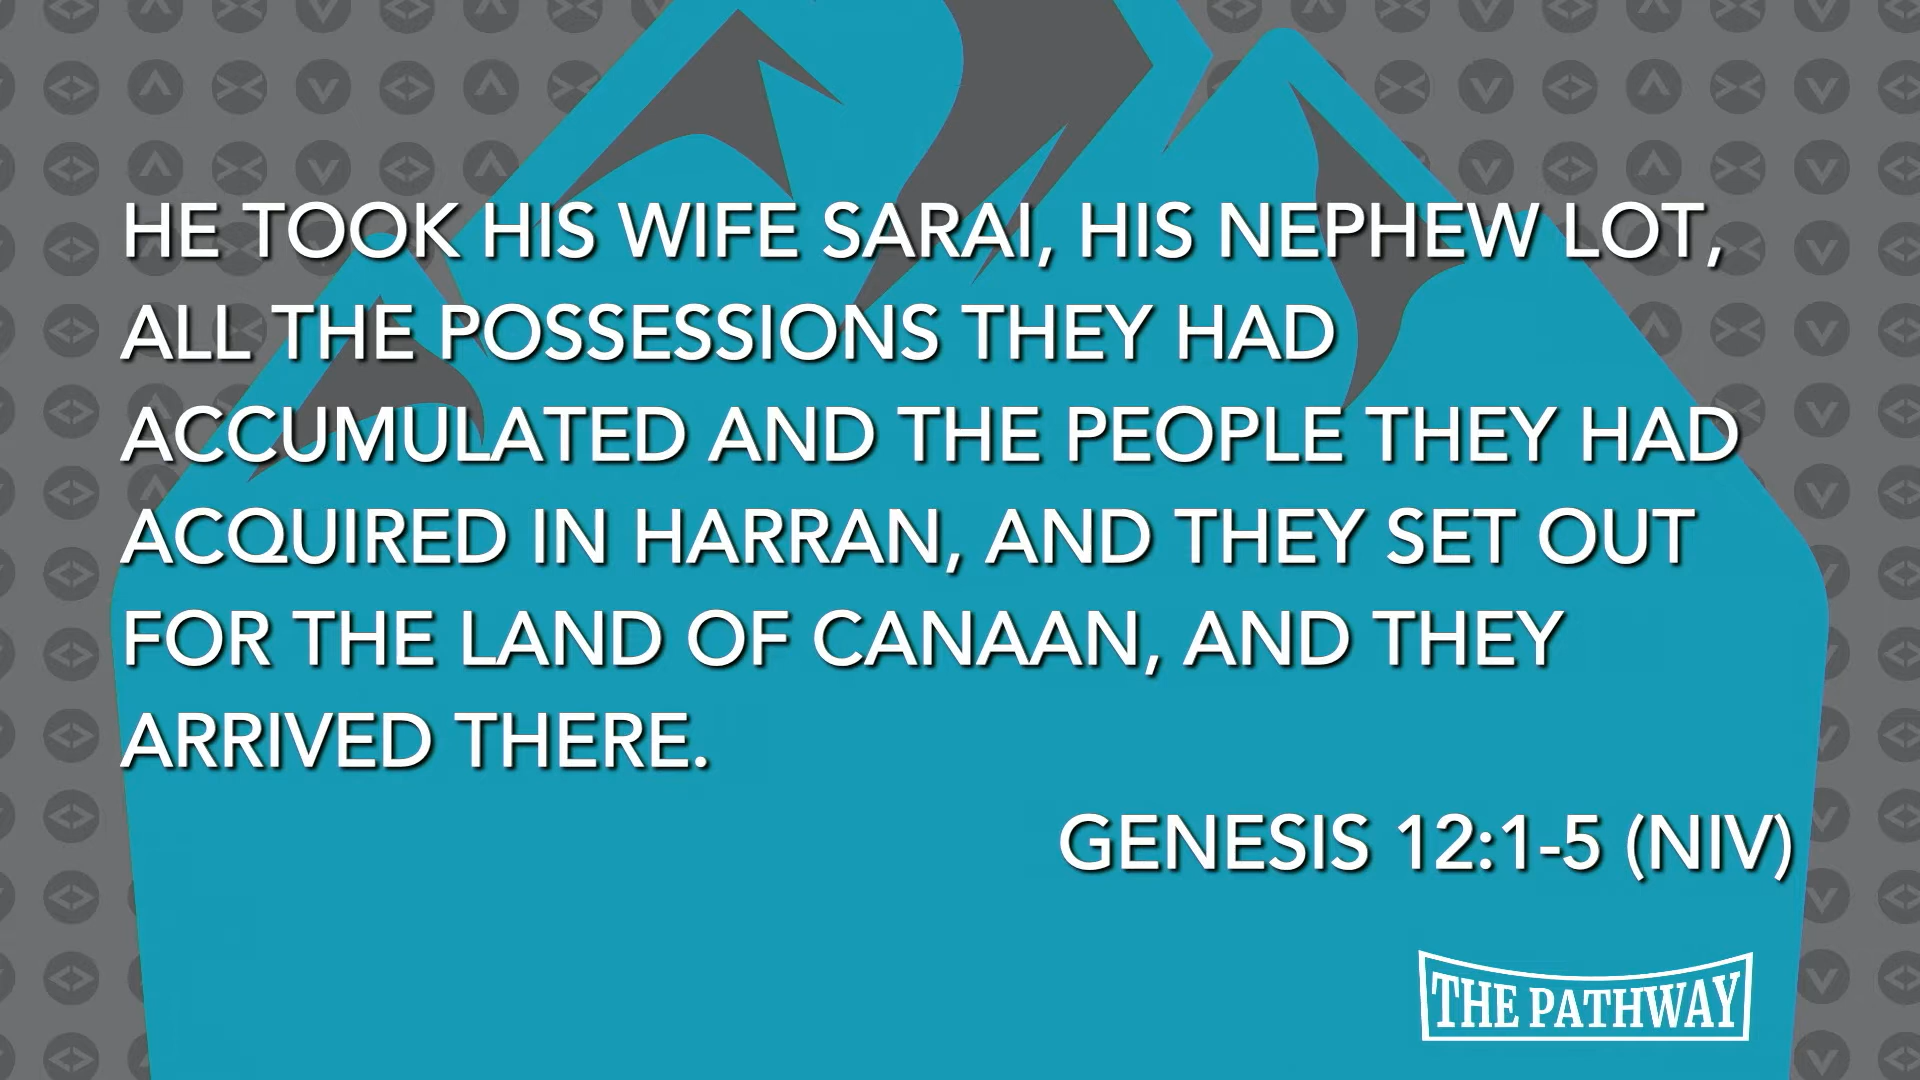 HE TOOK HIS WIFE SARAI, HIS NEPHEW LOT,
ALL THE POSSESSIONS THEY HAD
ACCUMULATED AND THE PEOPLE THEY HAD
ACQUIRED IN HARRAN, AND THEY SET OUT
FOR THE LAND OF CANAAN, AND THEY
ARRIVED THERE.
GENESIS 12:1-5 (NIV)
THE PATHWAY